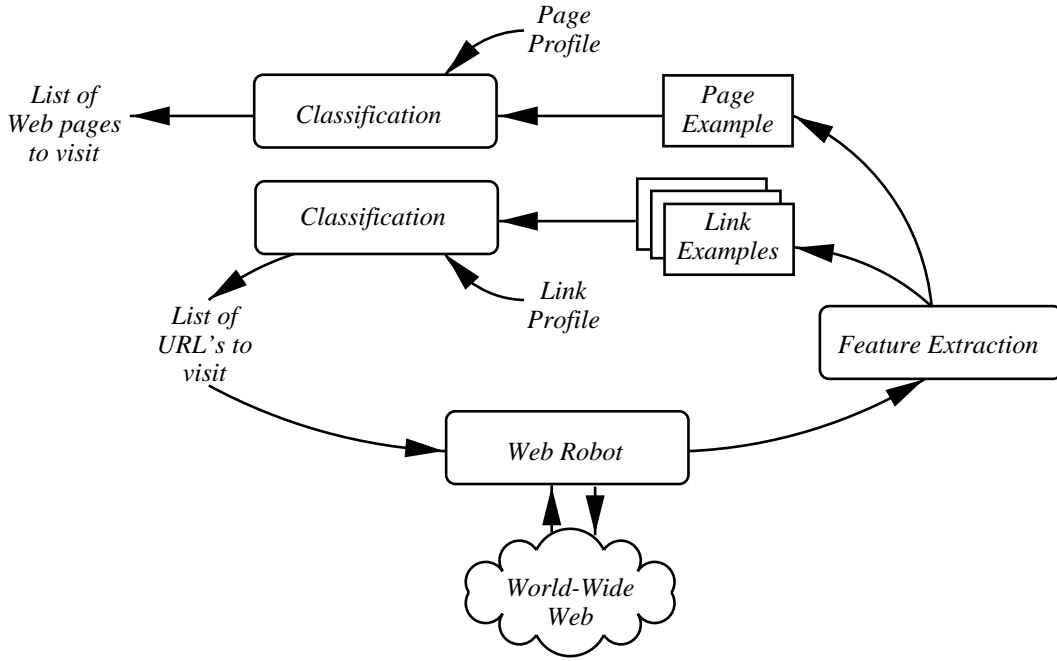 Page
Profile
List of
Web pages
to visit
Classification
Page
Example
Classification
Link
Examples
Link
Profile
List of
URL's to
visit
Feature Extraction
Web Robot
World-Wide
Web